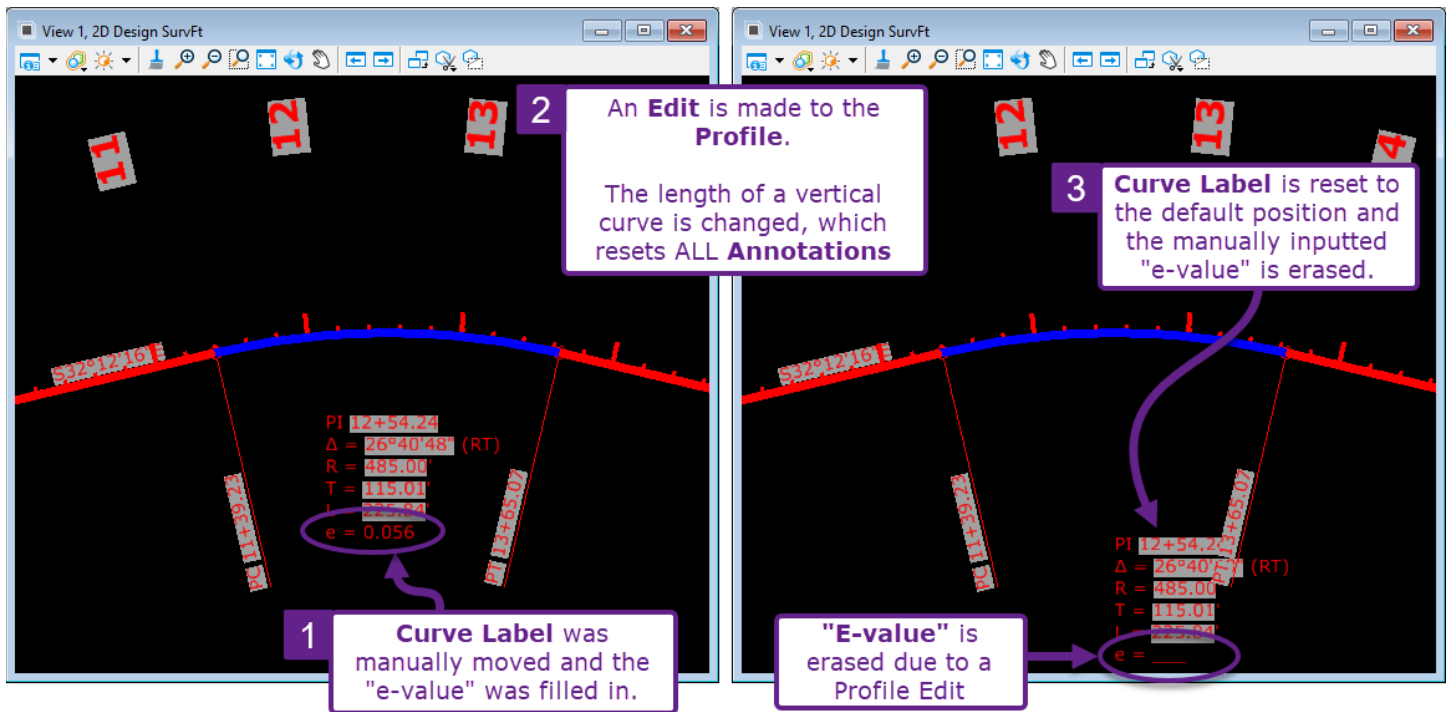 View 1, 2D Design SurvFt
11
12
13
S32°12'16"E
PI 12+54.24
Δ = 26°40'48" (RT)
R = 485.00'
T = 115.01'
L = 225.84'
e = 0.056
PC 11+39.23
PT 13+65.07
1
Curve Label was
manually moved and the
"e-value" was filled in.
2
An Edit is made to the
Profile.
The length of a vertical
curve is changed, which
resets ALL Annotations
View 1, 2D Design SurvFt
12
13
4
3
Curve Label is reset to
the default position and
the manually inputted
"e-value" is erased.
S32°12'16"E
PC 11+39.23
PT 13+65.07
PI 12+54.2
Δ = 26°40' (RT)
R = 485.00'
T = 115.01'
L = 225.84'
e = ___
"E-value" is
erased due to a
Profile Edit